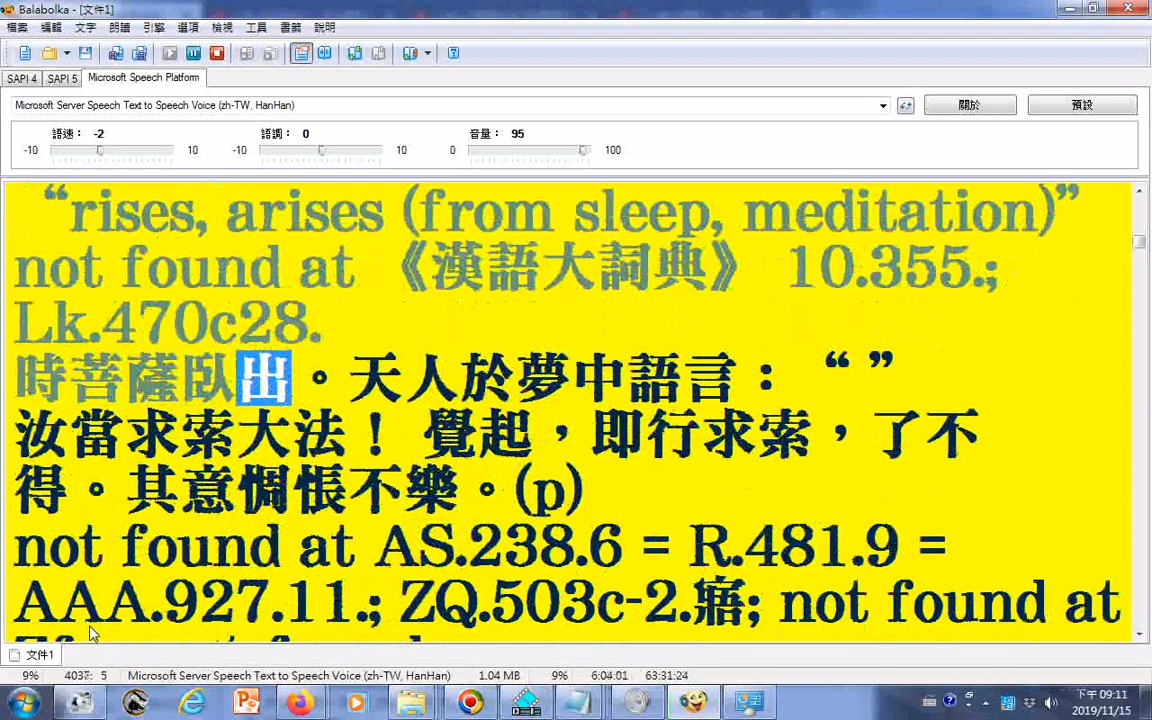 Balabolka - [文件1]
檔案 編輯 文字 朗讀 引擎 選項 檢視 工具 書籤 說明
SAPI 4 SAPI 5 Microsoft Speech Platform
Microsoft Server Speech Text to Speech Voice (zh-TW, HanHan) 關於 預設
語速： -2 語調： 0 音量： 95
-10 10 -10 10 0 100
“rises, arises (from sleep, meditation)”
not found at 《漢語大詞典》 10.355.;
Lk.470c28.
時菩薩臥出。天人於夢中語言：“ ”
汝當求索大法！ 覺起，即行求索，了不
得。其意惆悵不樂。(p)
not found at AS.238.6 = R.481.9 =
AAA.927.11.; ZQ.503c-2.寤; not found at
文件1
9% 4037: 5 Microsoft Server Speech Text to Speech Voice (zh-TW, HanHan) 1.04 MB 9% 6:04:01 63:31:24
下午 09:11
2019/11/15